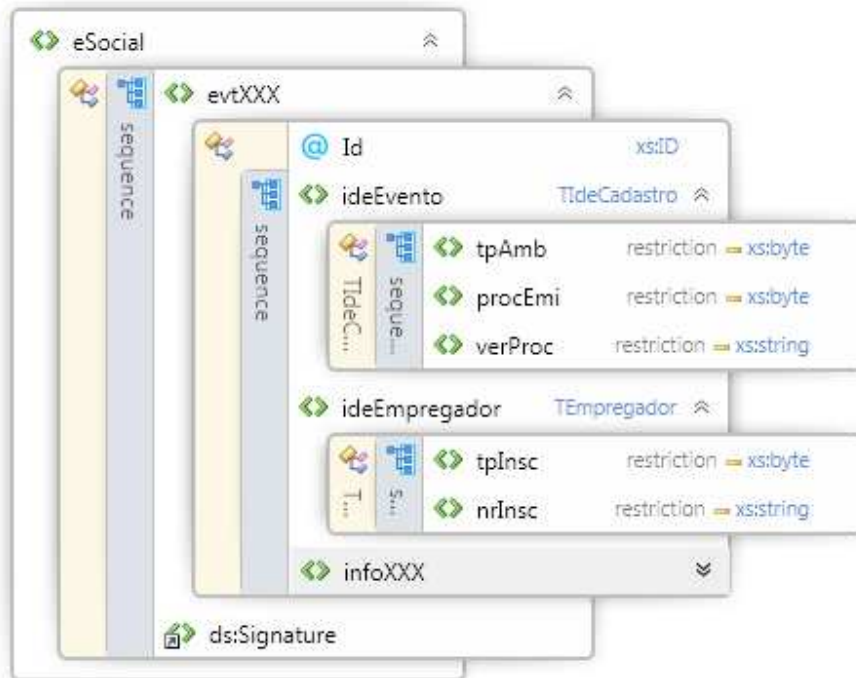 eSocial
sequence
evtXXX
sequence
@ Id xs:ID
ideEvento TIdeCadastro
TIdeC...
seque...
tpAmb restriction xs:byte
procEmi restriction xs:byte
verProc restriction xs:string
ideEmpregador TEmpregador
T...
s...
tpInsc restriction xs:byte
nrInsc restriction xs:string
infoXXX
ds:Signature